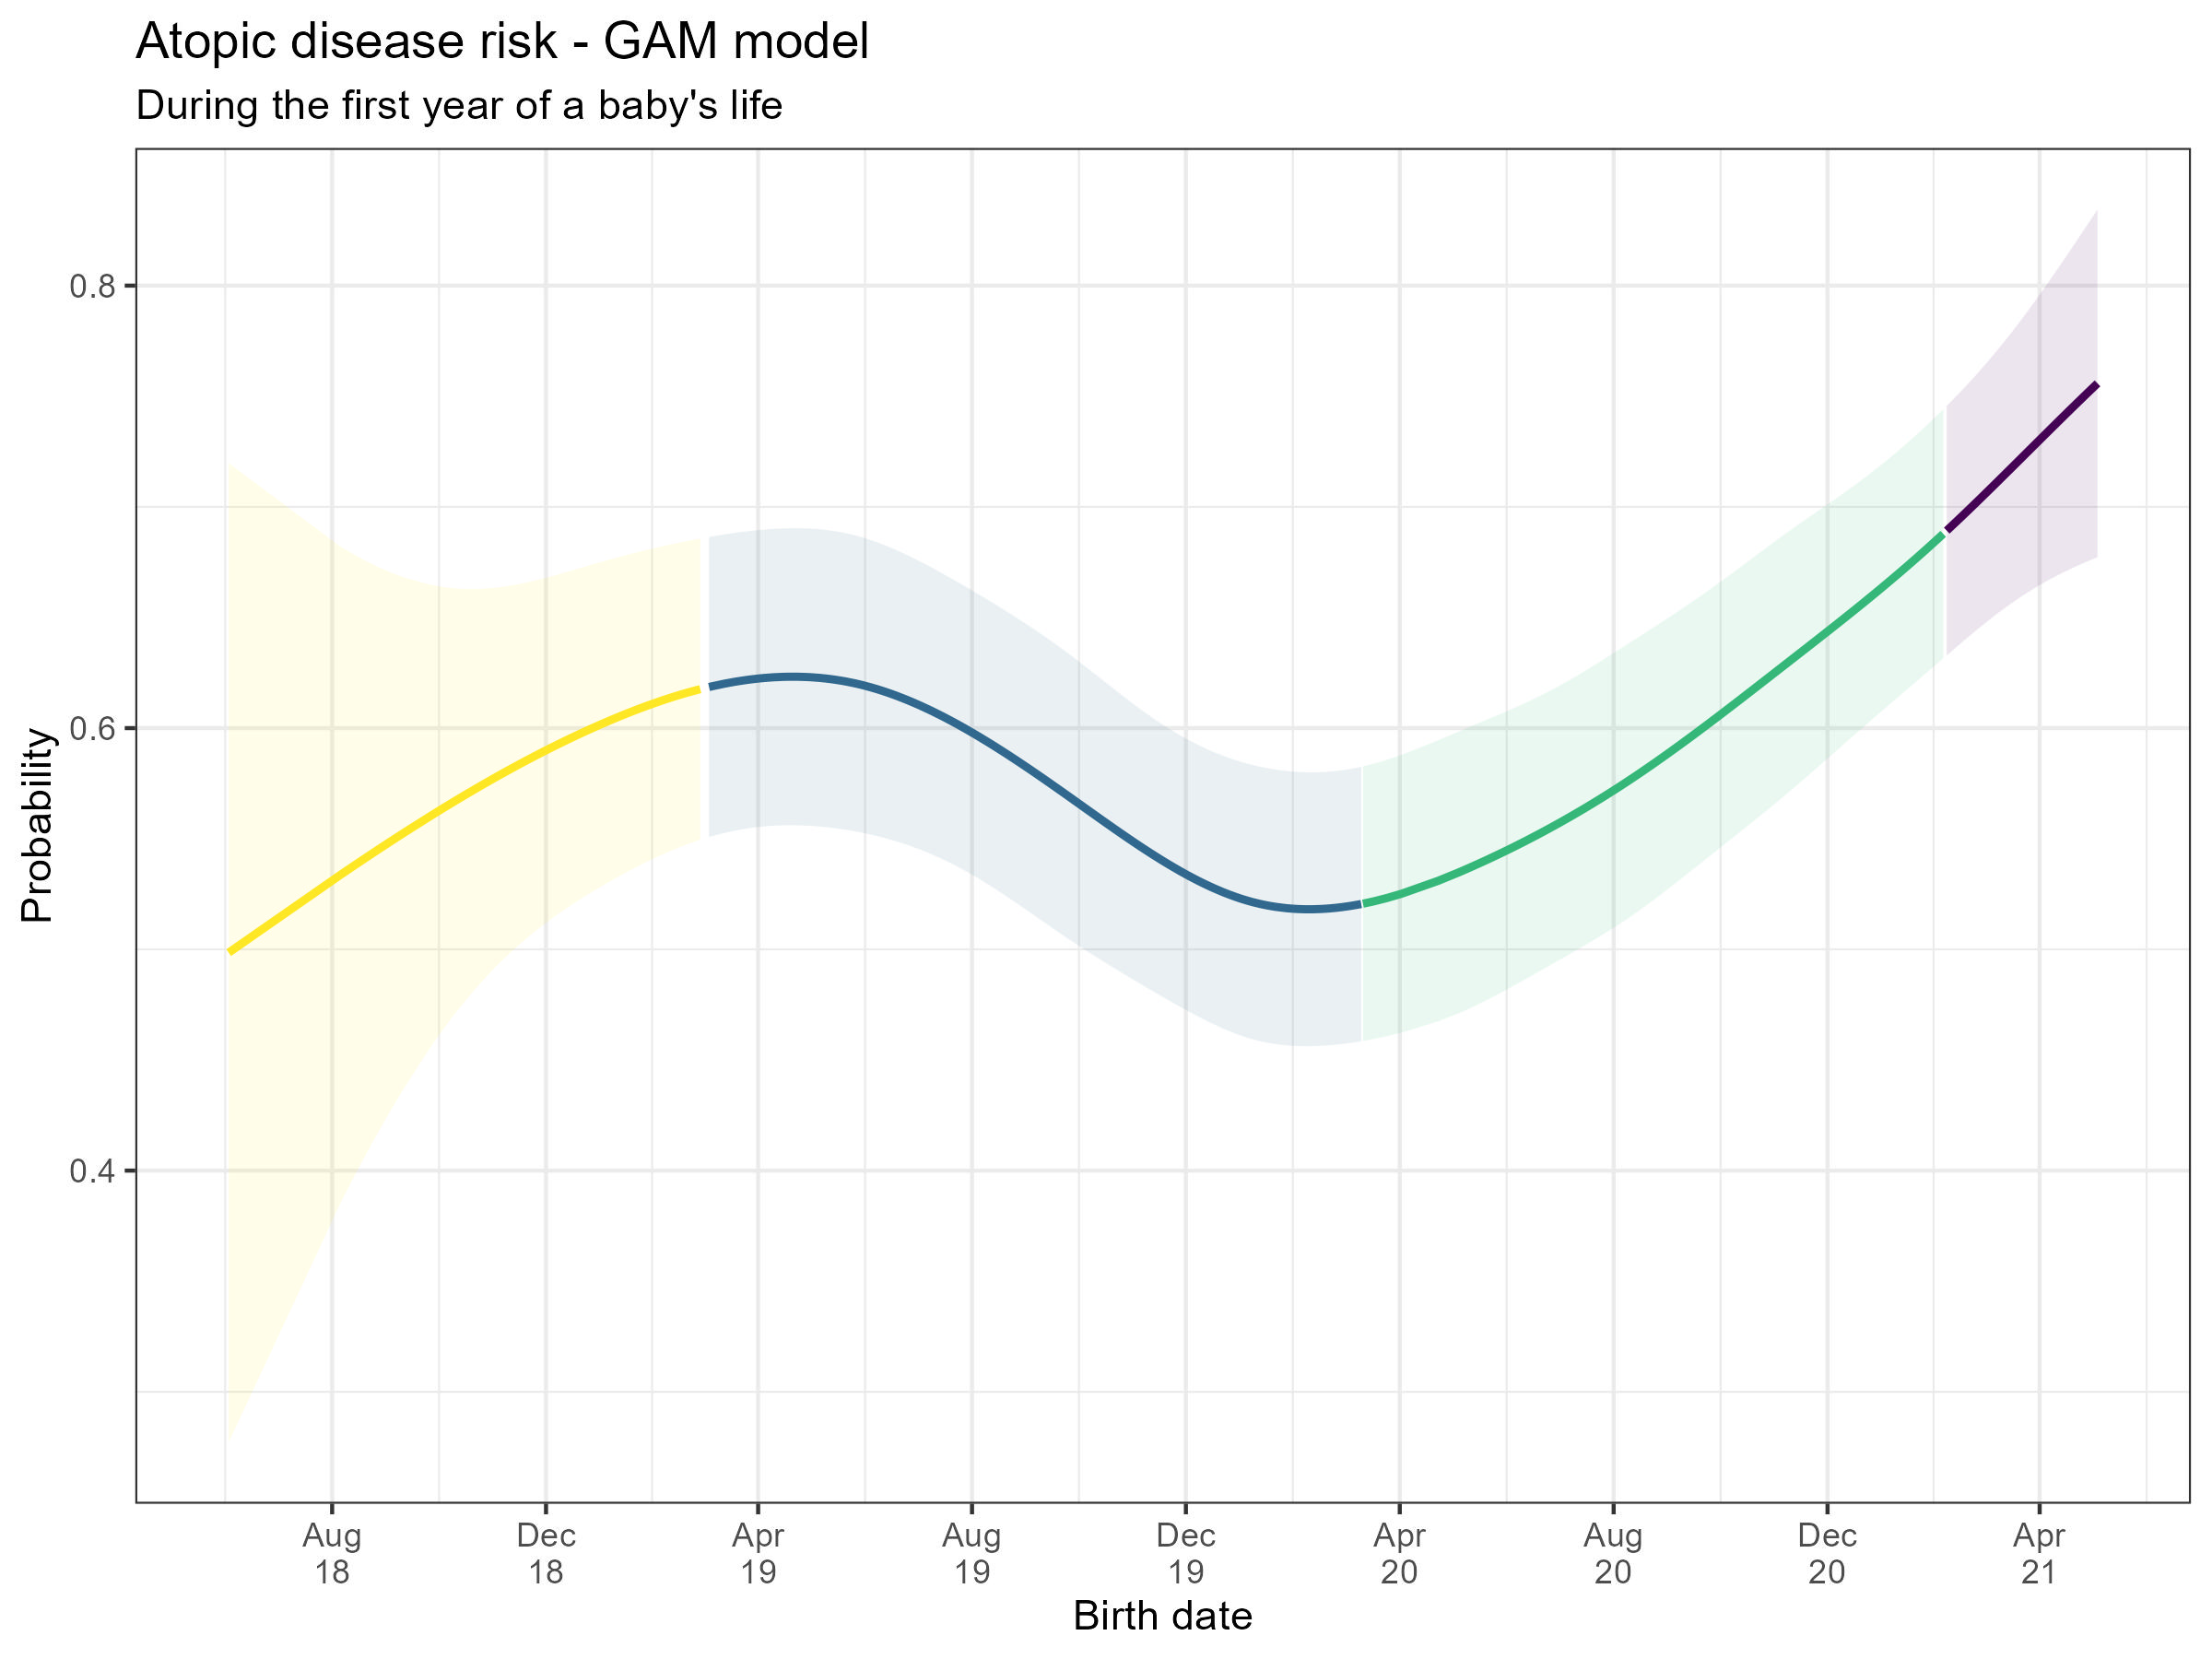 Atopic disease risk - GAM model
During the first year of a baby's life
Probability
0.8
0.6
0.4
Aug Dec Apr Aug Dec Apr Aug Dec Apr
18 18 19 19 19 20 20 20 21
Birth date